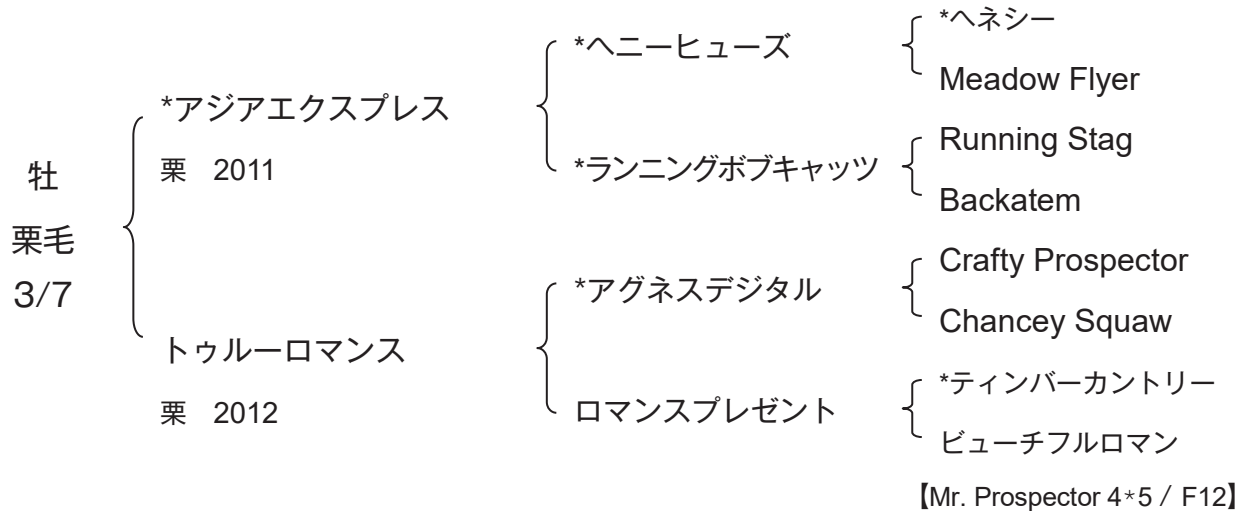 牡
栗毛
3/7
*アジアエクスプレス
栗 2011
トゥルーロマンス
栗 2012
*ヘニーヒューズ
*ランニングボブキャッツ
*アグネスデジタル
ロマンスプレゼント
*ヘネシー
Meadow Flyer
Running Stag
Backatem
Crafty Prospector
Chancey Squaw
*ティンバーカントリー
ビューチフルロマン
【Mr. Prospector 4*5 / F12】